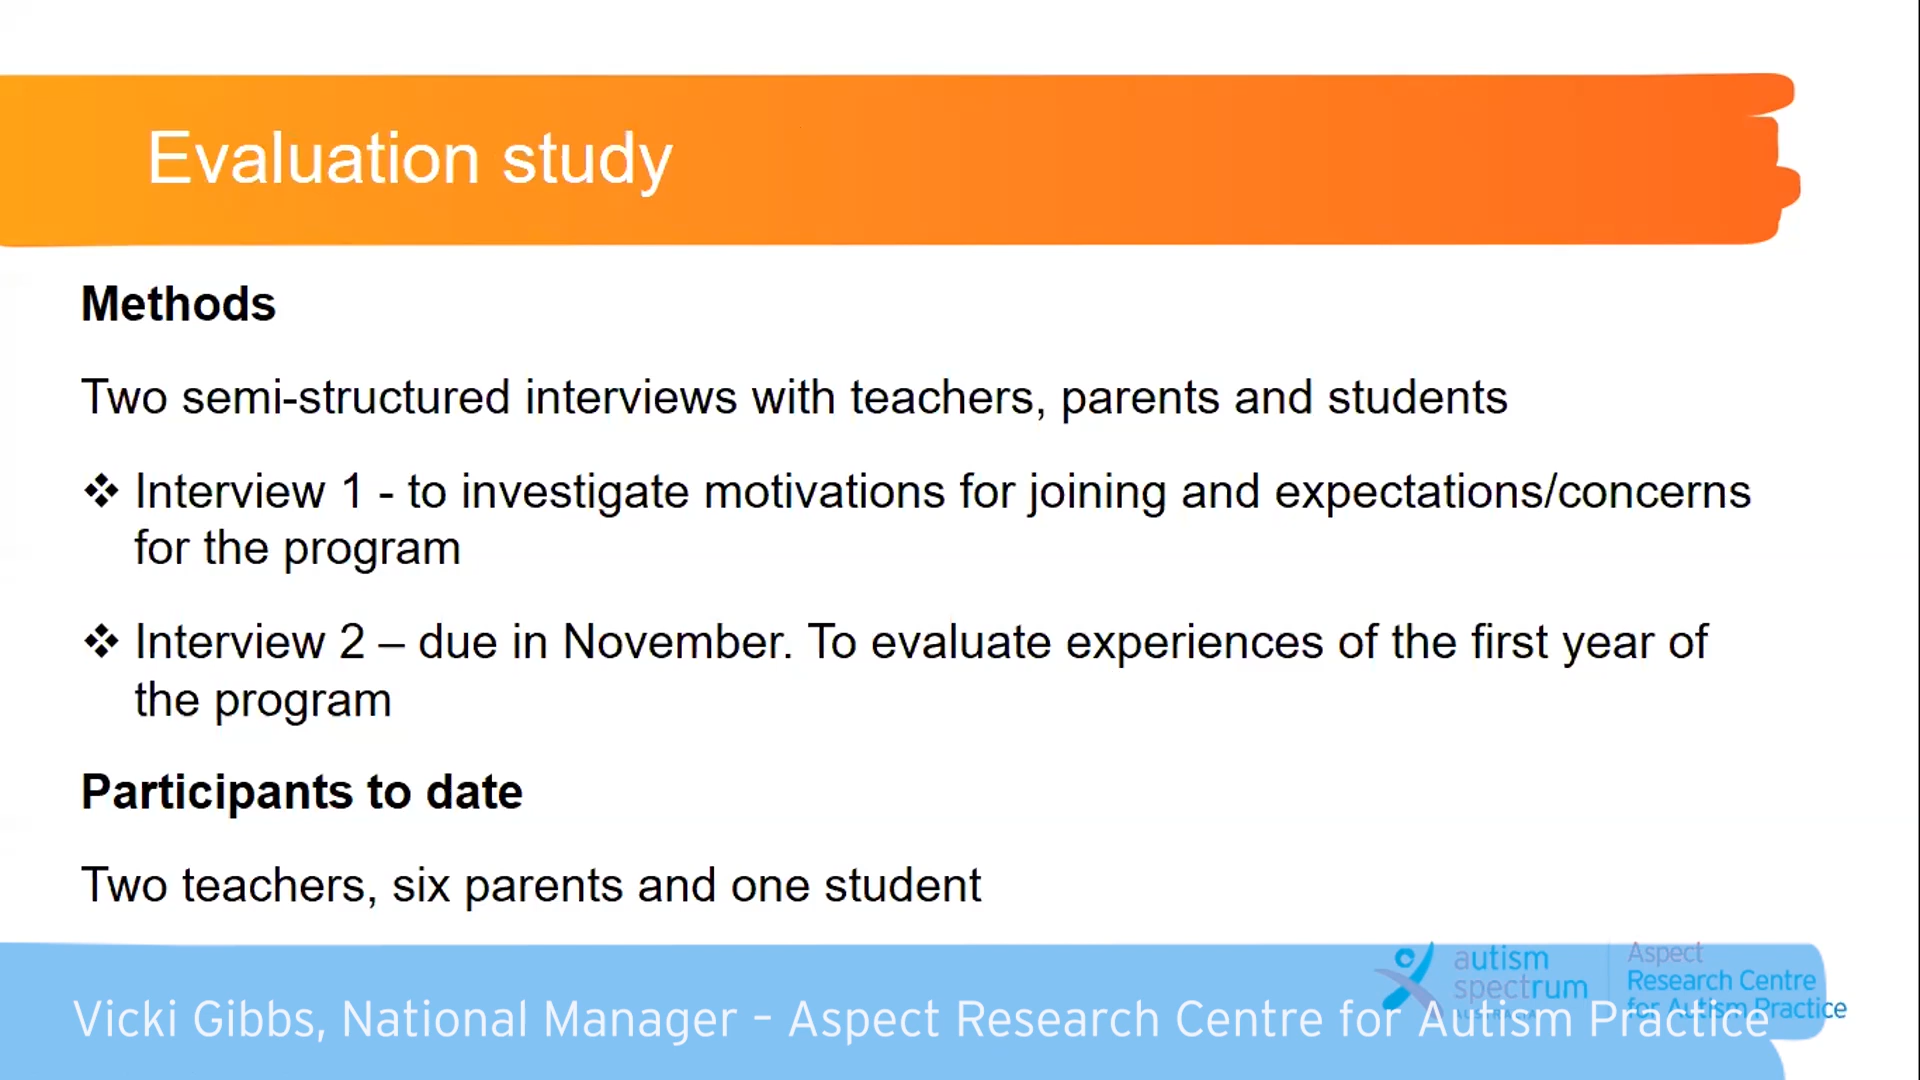 Evaluation study
Methods
Two semi-structured interviews with teachers, parents and students
❖ Interview 1 - to investigate motivations for joining and expectations/concerns
for the program
❖ Interview 2 – due in November. To evaluate experiences of the first year of
the program
Participants to date
Two teachers, six parents and one student
autism
spectrum
Aspect
Research Centre
for Autism Practice
Vicki Gibbs, National Manager – Aspect Research Centre for Autism Practice